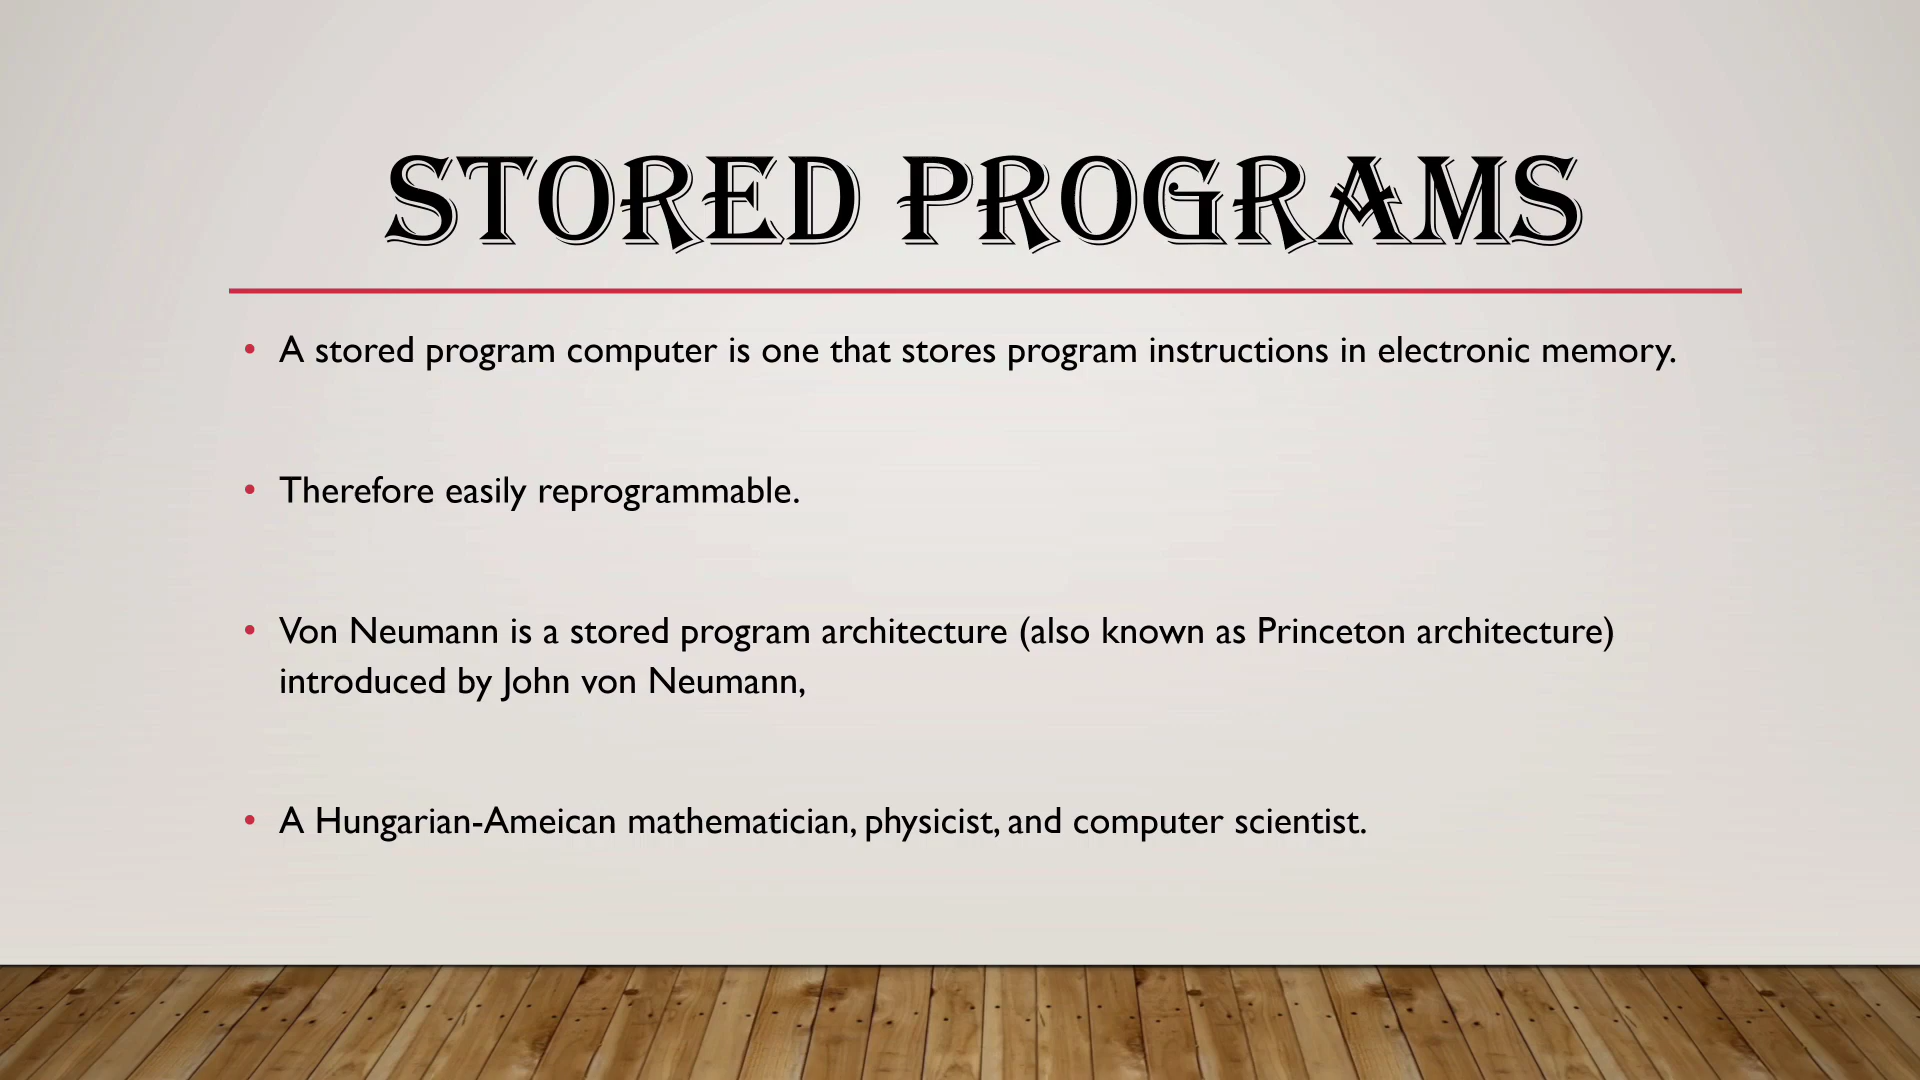 STORED PROGRAMS
• A stored program computer is one that stores program instructions in electronic memory.
• Therefore easily reprogrammable.
• Von Neumann is a stored program architecture (also known as Princeton architecture)
introduced by John von Neumann,
• A Hungarian-Ameican mathematician, physicist, and computer scientist.